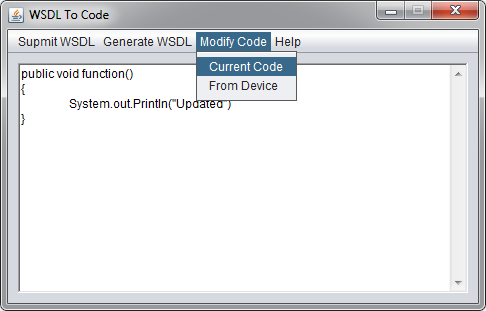 WSDL To Code
Supmit WSDL Generate WSDL Modify Code Help
Current Code
From Device
public void function()
{
System.out.Println("Updated")
}